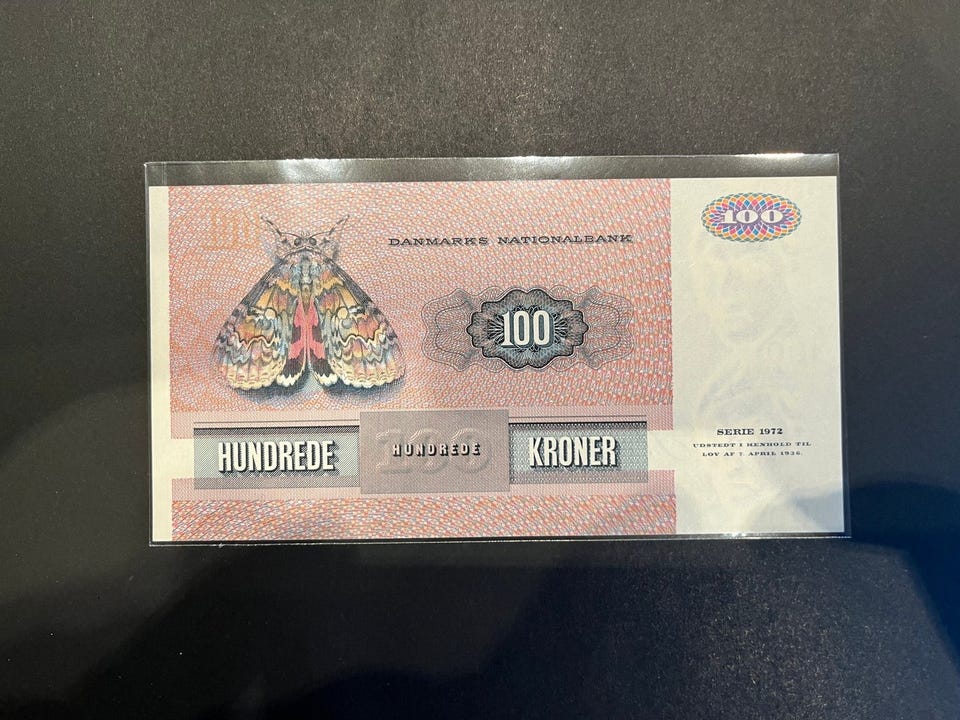 100
DANMARKS NATIONALBANK
100
HUNDREDE
100
HUNDREDE
KRONER
SERIE 1972
UDSTEDT I HENHOLD TIL
LOV AF 7. APRIL 1936.